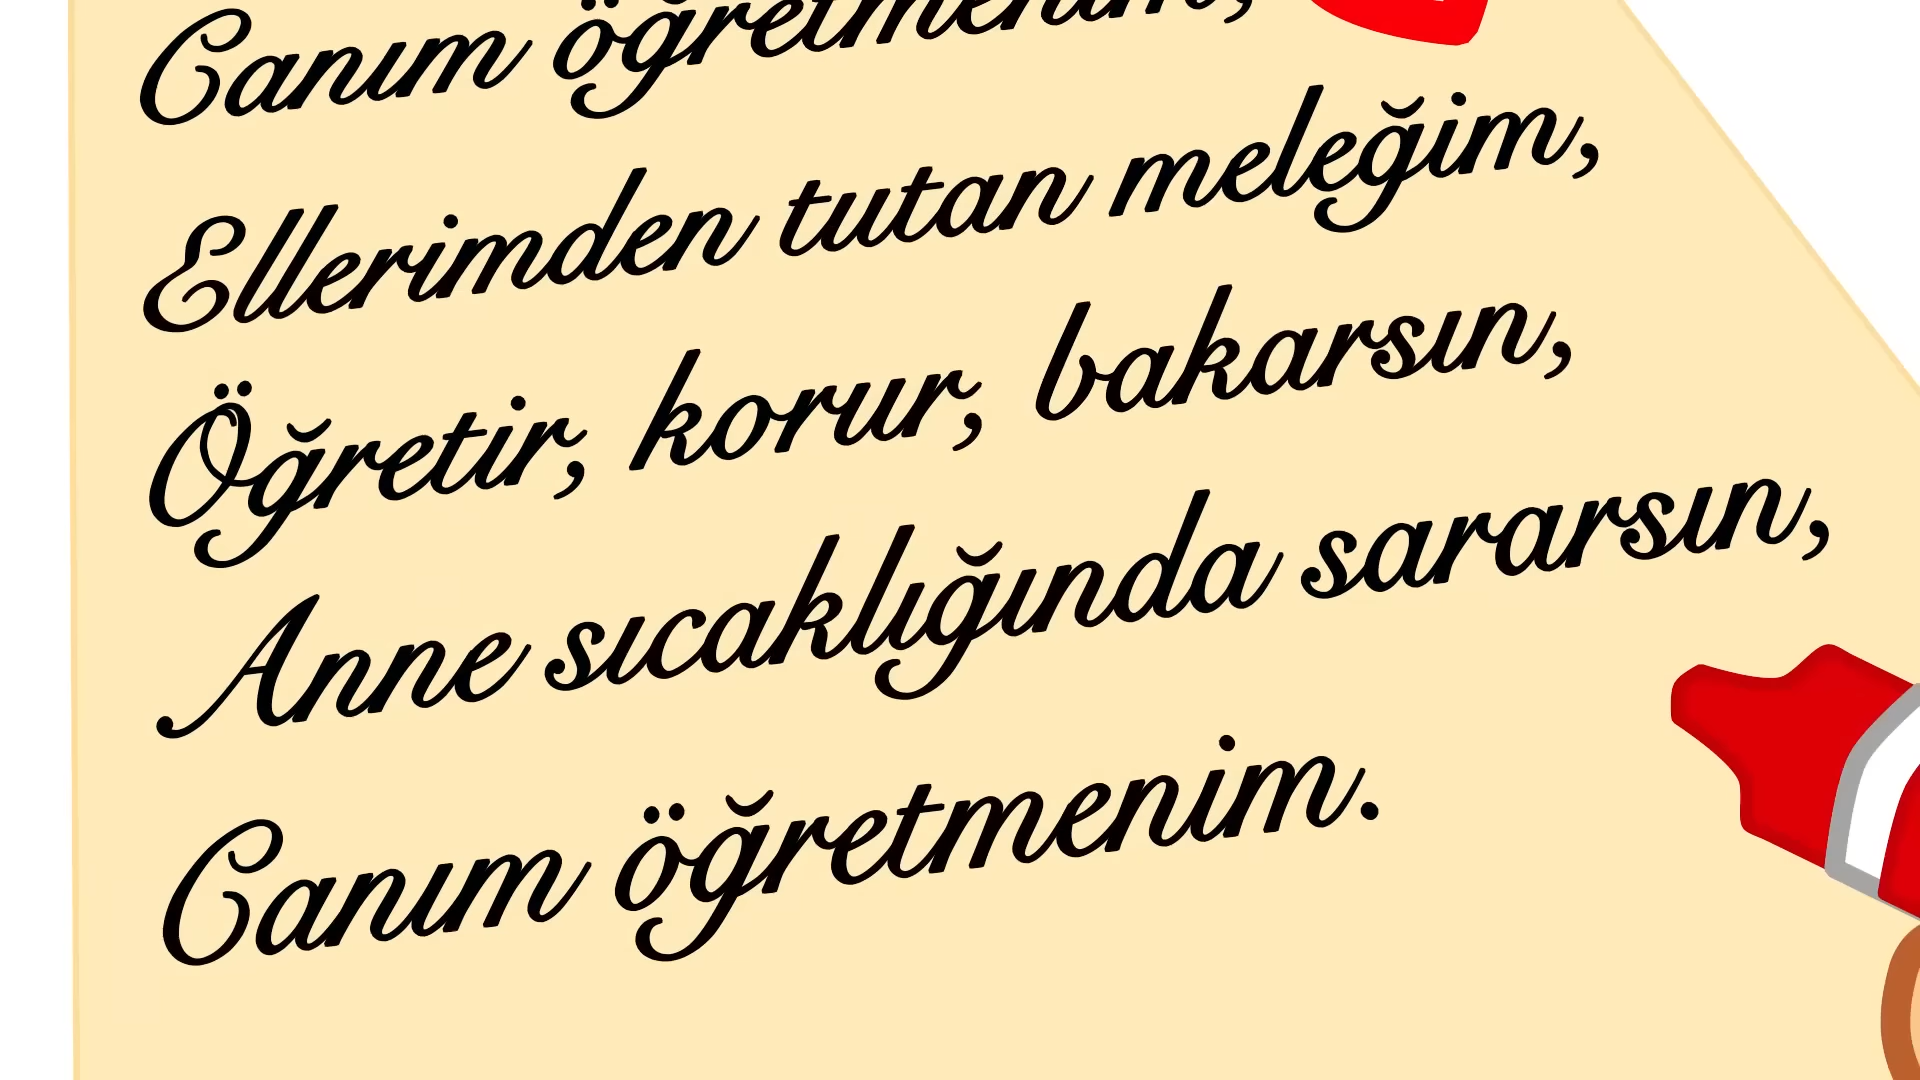 Canım öğretmenim,
Ellerimden tutan meleğim,
Öğretir, korur, bakarsın,
Anne sıcaklığında sararsın,
Canım öğretmenim.